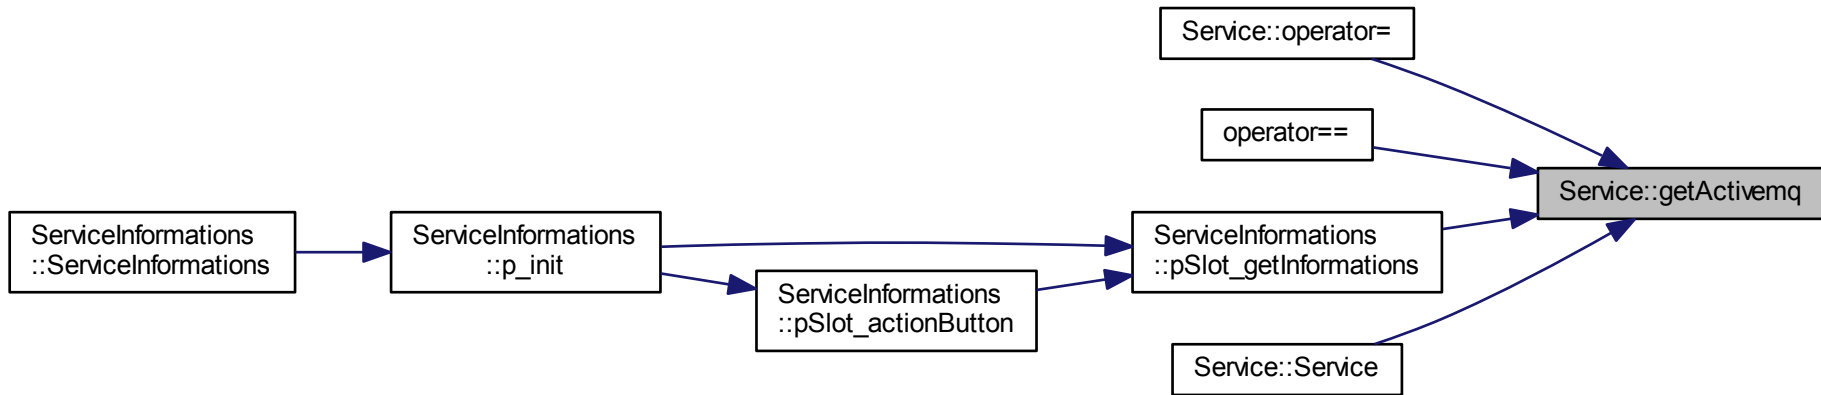 Service::operator=
operator==
Service::getActivemq
ServiceInformations
::ServiceInformations
ServiceInformations
::p_init
ServiceInformations
::pSlot_getInformations
ServiceInformations
::pSlot_actionButton
Service::Service